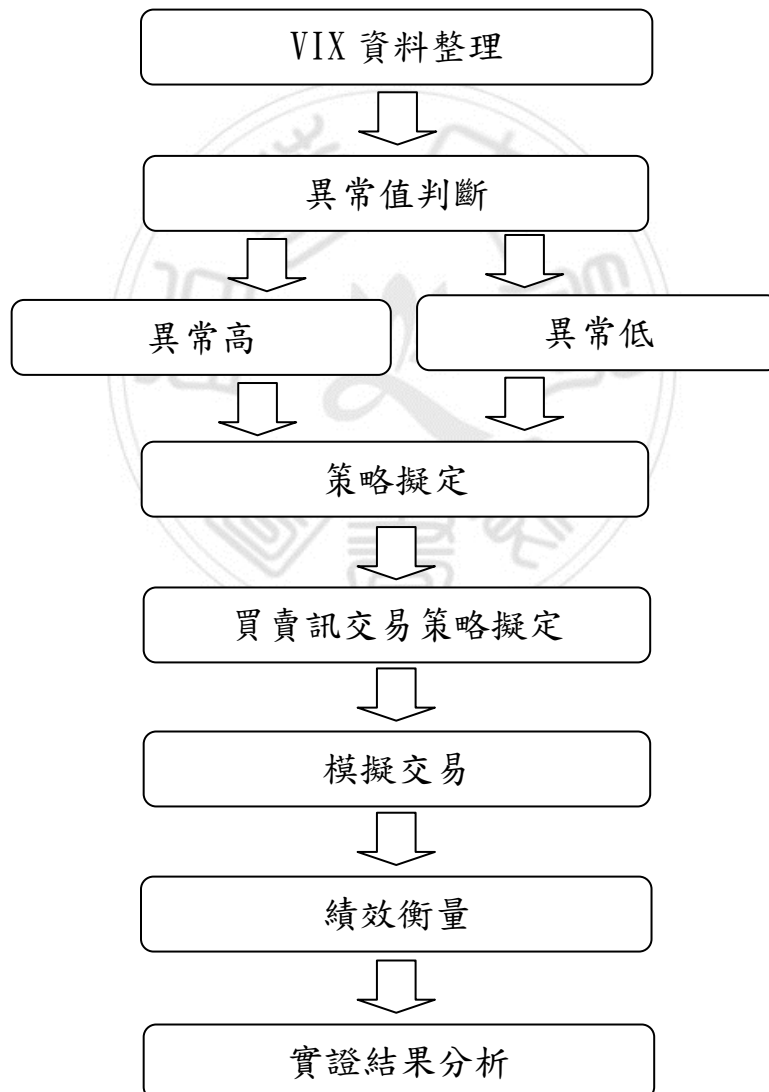 VIX 資料整理
異常值判斷
異常高
異常低
策略擬定
買賣訊交易策略擬定
模擬交易
績效衡量
實證結果分析